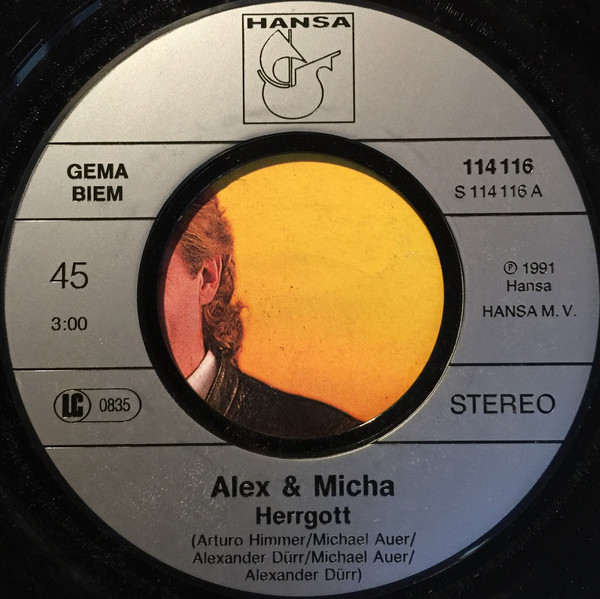 HANSA
GEMA
BIEM
114 116
S 114 116 A
45
3:00
℗ 1991
Hansa
HANSA M. V.
LC 0835
STEREO
Alex & Micha
Herrgott
(Arturo Himmer/Michael Auer/
Alexander Dürr/Michael Auer/
Alexander Dürr)